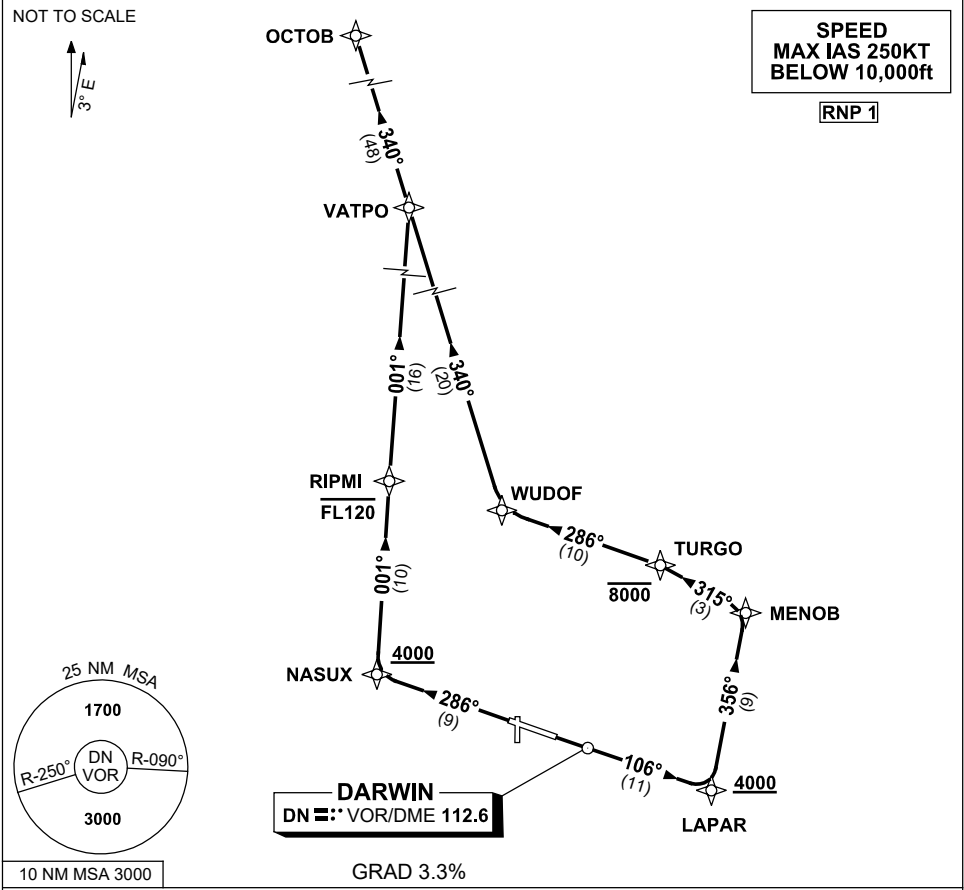 NOT TO SCALE
3° E
OCTOB
SPEED
MAX IAS 250KT
BELOW 10,000ft
RNP 1
340°
(48)
VATPO
001°
(16)
340°
(20)
RIPMI
FL120
WUDOF
286°
(10)
TURGO
8000
315°
(3)
MENOB
001°
(10)
NASUX
4000
286°
(9)
356°
(9)
106°
(11)
4000
LAPAR
25 NM MSA
1700
DN
VOR
R-250°
R-090°
3000
10 NM MSA 3000
DARWIN
DN VOR/DME 112.6
GRAD 3.3%